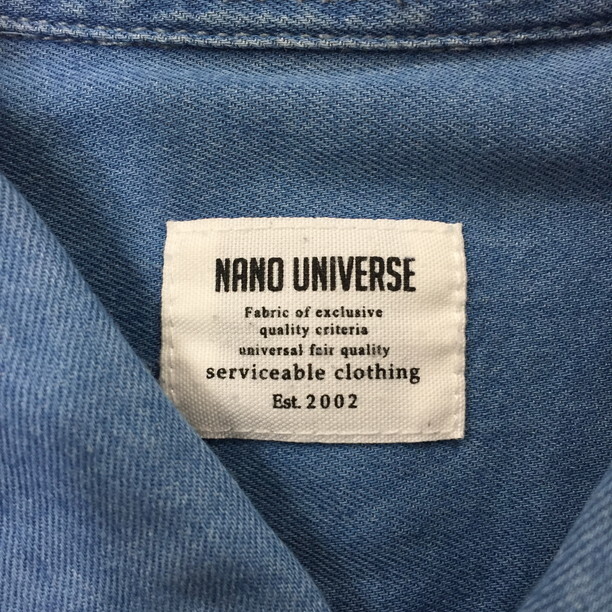 NANO UNIVERSE
Fabric of exclusive
quality criteria
universal fair quality
serviceable clothing
Est. 2002